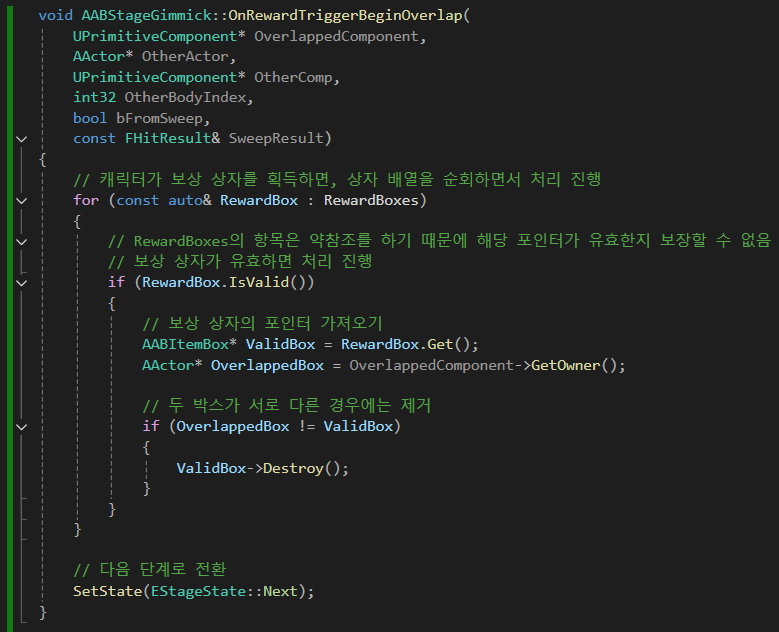 void AABStageGimmick::OnRewardTriggerBeginOverlap(
UPrimitiveComponent* OverlappedComponent,
AActor* OtherActor,
UPrimitiveComponent* OtherComp,
int32 OtherBodyIndex,
bool bFromSweep,
const FHitResult& SweepResult)
{
// 캐릭터가 보상 상자를 획득하면, 상자 배열을 순회하면서 처리 진행
for (const auto& RewardBox : RewardBoxes)
{
// RewardBoxes의 항목은 약참조를 하기 때문에 해당 포인터가 유효한지 보장할 수 없음
// 보상 상자가 유효하면 처리 진행
if (RewardBox.IsValid())
{
// 보상 상자의 포인터 가져오기
AABItemBox* ValidBox = RewardBox.Get();
AActor* OverlappedBox = OverlappedComponent->GetOwner();
// 두 박스가 서로 다른 경우에는 제거
if (OverlappedBox != ValidBox)
{
ValidBox->Destroy();
}
}
}
// 다음 단계로 전환
SetState(EStageState::Next);
}